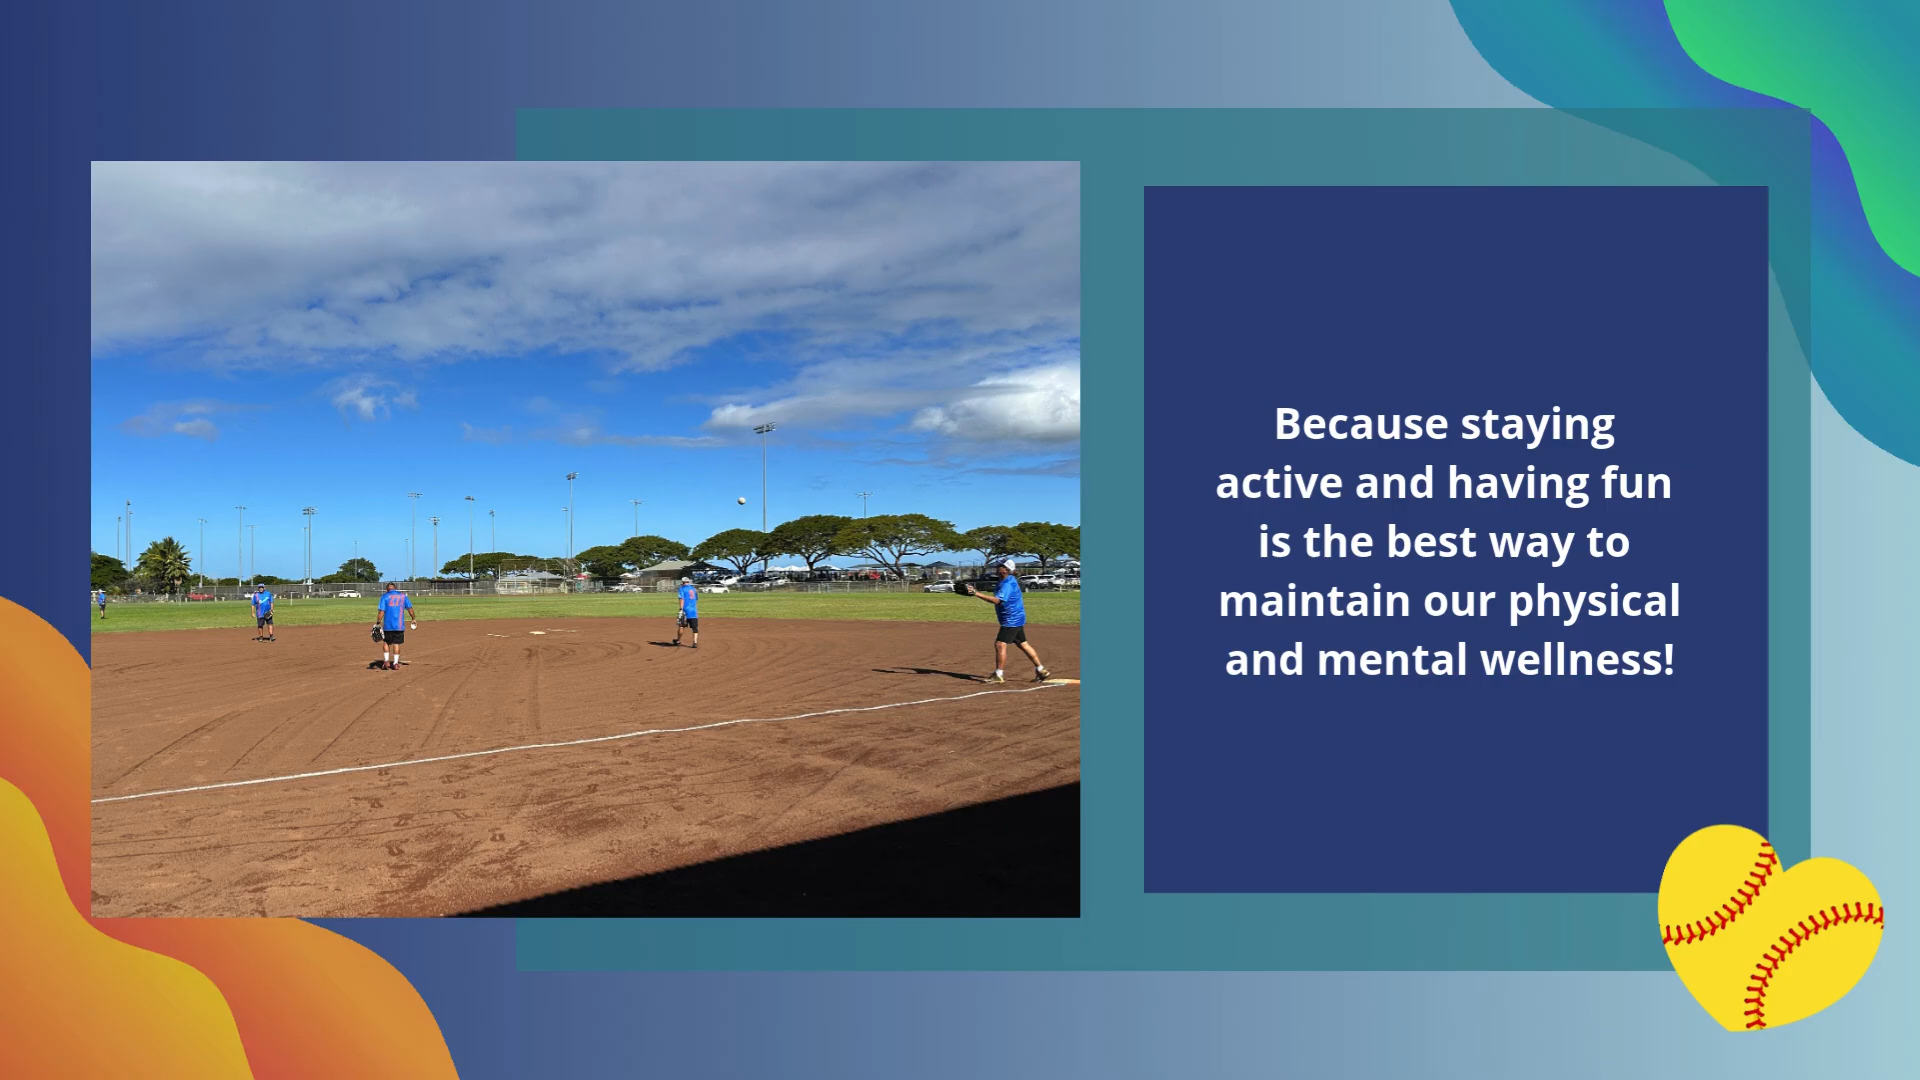 Because staying
active and having fun
is the best way to
maintain our physical
and mental wellness!